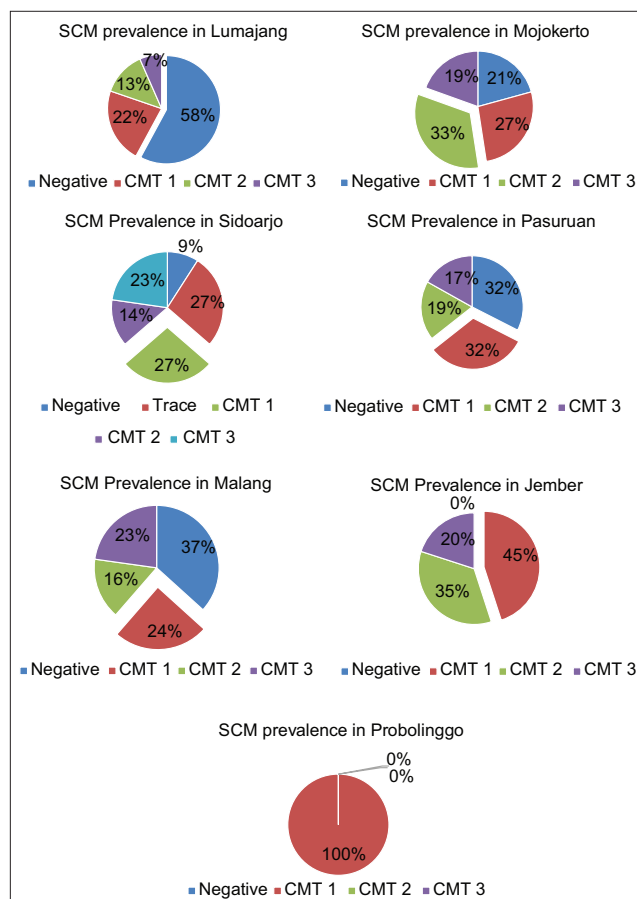 SCM prevalence in Lumajang
7%
13%
22%
58%
Negative CMT 1 CMT 2 CMT 3
SCM prevalence in Mojokerto
19%
21%
33%
27%
Negative CMT 1 CMT 2 CMT 3
SCM Prevalence in Sidoarjo
9%
23%
27%
14%
27%
Negative Trace CMT 1
CMT 2 CMT 3
SCM Prevalence in Pasuruan
17%
32%
19%
32%
Negative CMT 1 CMT 2 CMT 3
SCM Prevalence in Malang
23%
37%
16%
24%
Negative CMT 1 CMT 2 CMT 3
SCM Prevalence in Jember
0%
20%
45%
35%
Negative CMT 1 CMT 2 CMT 3
SCM prevalence in Probolinggo
0%
0%
100%
Negative CMT 1 CMT 2 CMT 3